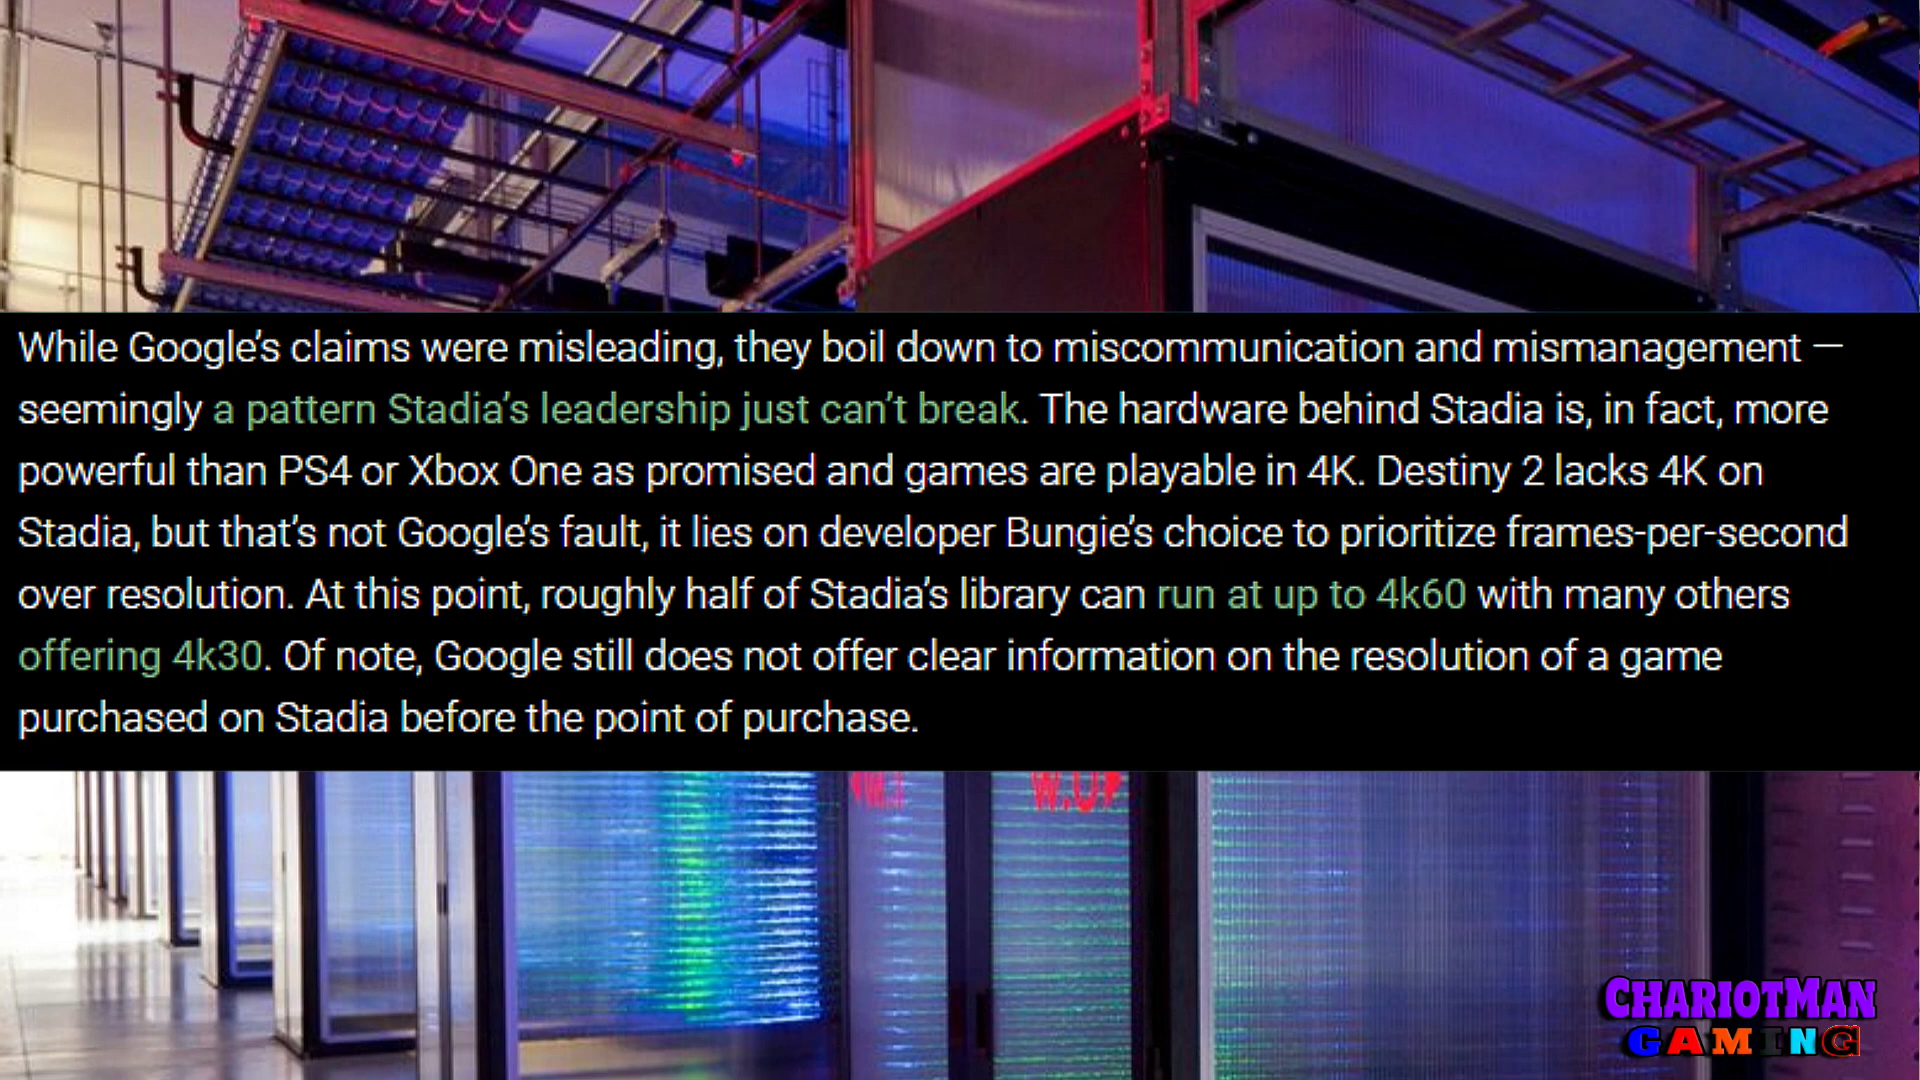 While Google’s claims were misleading, they boil down to miscommunication and mismanagement —
seemingly a pattern Stadia’s leadership just can’t break. The hardware behind Stadia is, in fact, more
powerful than PS4 or Xbox One as promised and games are playable in 4K. Destiny 2 lacks 4K on
Stadia, but that’s not Google’s fault, it lies on developer Bungie’s choice to prioritize frames-per-second
over resolution. At this point, roughly half of Stadia’s library can run at up to 4k60 with many others
offering 4k30. Of note, Google still does not offer clear information on the resolution of a game
purchased on Stadia before the point of purchase.
CHARIOTMAN
GAMING